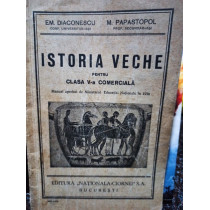 EM. DIACONESCU M. PAPASTOPOL
ISTORIA VECHE
PENTRU
CLASA V-a COMERCIALĂ
EDITURA „NAȚIONALA-CIORNEI” S.A.
BUCUREȘTI